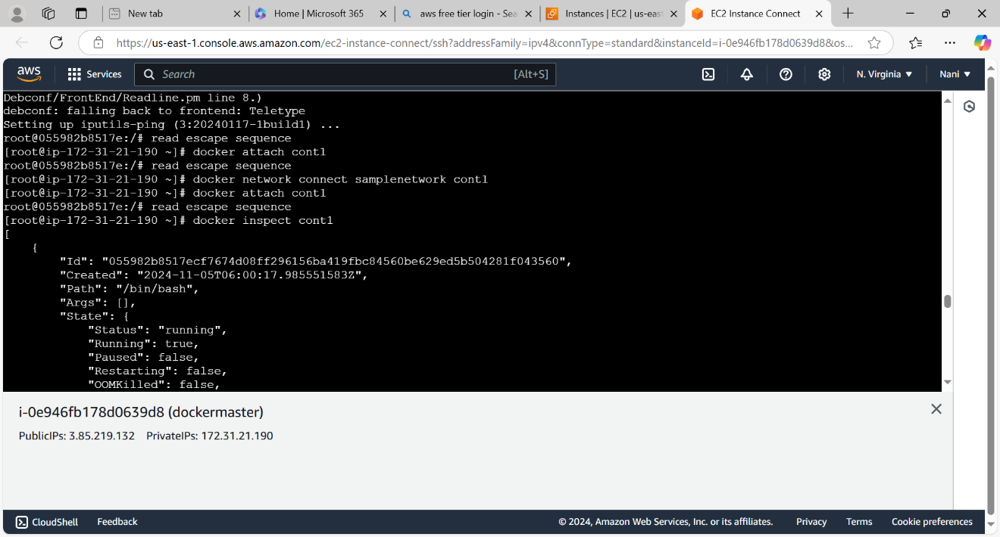 New tab
Home | Microsoft 365
aws free tier login - Sea
Instances | EC2 | us-east
EC2 Instance Connect
https://us-east-1.console.aws.amazon.com/ec2-instance-connect/ssh?addressFamily=ipv4&connType=standard&instanceId=i-0e946fb178d0639d8&os...
aws
Services
Search
[Alt+S]
N. Virginia
Nani
Debconf/FrontEnd/Readline.pm line 8.)
debconf: falling back to frontend: Teletype
Setting up iputils-ping (3:20240117-1build1) ...
root@055982b8517e:/# read escape sequence
[root@ip-172-31-21-190 ~]# docker attach cont1
root@055982b8517e:/# read escape sequence
[root@ip-172-31-21-190 ~]# docker network connect samplenetwork cont1
[root@ip-172-31-21-190 ~]# docker attach cont1
root@055982b8517e:/# read escape sequence
[root@ip-172-31-21-190 ~]# docker inspect cont1
[
    {
        "Id": "055982b8517ecf7674d08ff296156ba419fbc84560be629ed5b504281f043560",
        "Created": "2024-11-05T06:00:17.985551583Z",
        "Path": "/bin/bash",
        "Args": [],
        "State": {
            "Status": "running",
            "Running": true,
            "Paused": false,
            "Restarting": false,
            "OOMKilled": false,
i-0e946fb178d0639d8 (dockermaster)
PublicIPs: 3.85.219.132 PrivateIPs: 172.31.21.190
CloudShell
Feedback
© 2024, Amazon Web Services, Inc. or its affiliates.
Privacy
Terms
Cookie preferences